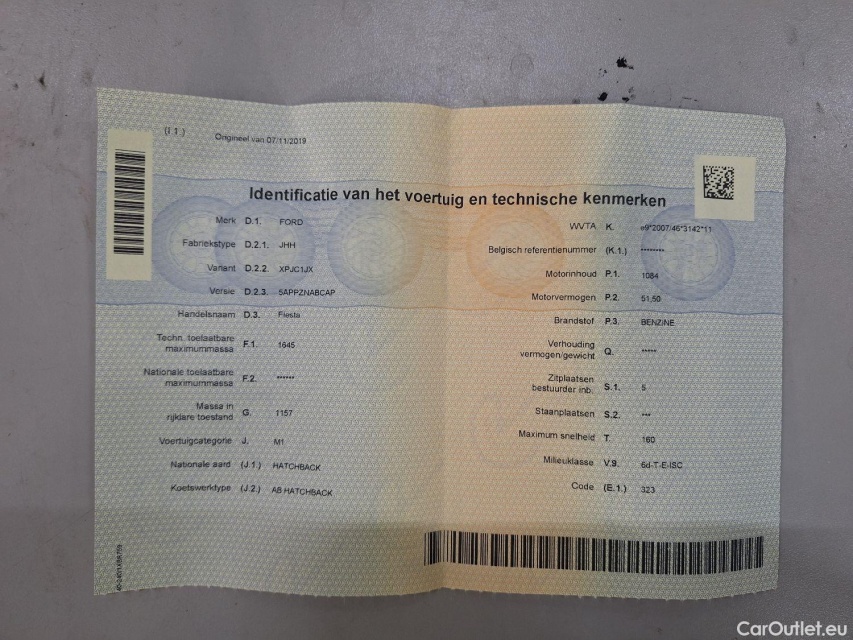 (I 1)
Origineel van 07/11/2019
Identificatie van het voertuig en technische kenmerken
Merk D.1. FORD
Fabriekstype D.2.1. JHH
Variant D.2.2. XPJC1JX
Versie D.2.3. 5APPZNABCAP
Handelsnaam D.3. Fiesta
Techn. toelaatbare
maximummassa F.1. 1645
Nationale toelaatbare
maximummassa F.2. ******
Massa in
rijklare toestand G. 1157
Voertuigcategorie J. M1
Nationale aard (J.1.) HATCHBACK
Koetswerktype (J.2.) AB HATCHBACK
WVTA K. e9*2007/46*3142*11
Belgisch referentienummer (K.1.) ********
Motorinhoud P.1. 1084
Motorvermogen P.2. 51,50
Brandstof P.3. BENZINE
Verhouding
vermogen/gewicht Q. *****
Zitplaatsen
bestuurder inb. S.1. 5
Staanplaatsen S.2. ***
Maximum snelheid T. 160
Milieuklasse V.9. 6d-T-E-ISC
Code (E.1.) 323
CarOutlet.eu